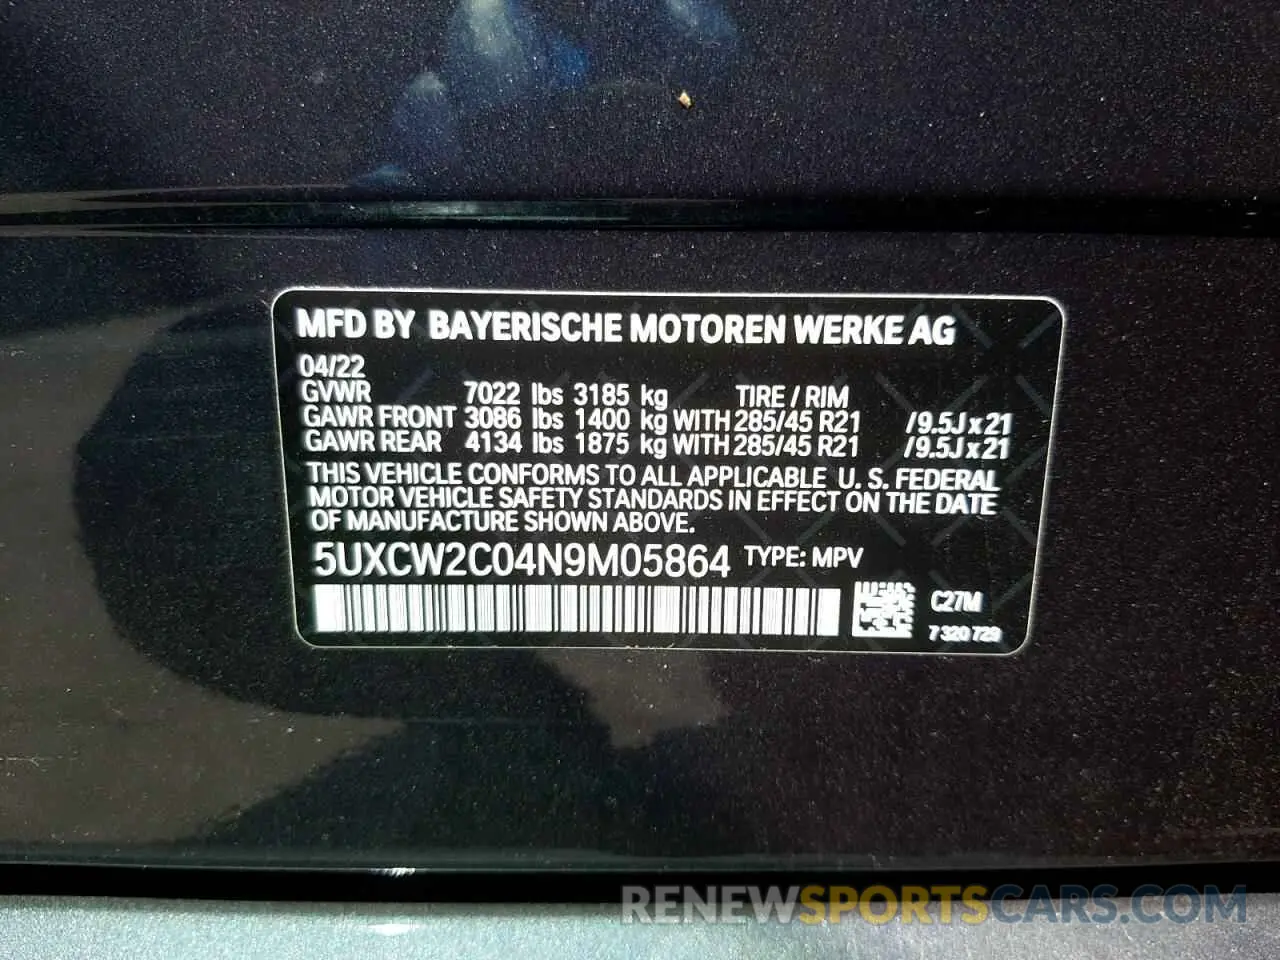 MFD BY BAYERISCHE MOTOREN WERKE AG
04/22
GVWR 7022 lbs 3185 kg TIRE / RIM
GAWR FRONT 3086 lbs 1400 kg WITH 285/45 R21 /9.5J x 21
GAWR REAR 4134 lbs 1875 kg WITH 285/45 R21 /9.5J x 21
THIS VEHICLE CONFORMS TO ALL APPLICABLE U. S. FEDERAL
MOTOR VEHICLE SAFETY STANDARDS IN EFFECT ON THE DATE
OF MANUFACTURE SHOWN ABOVE.
5UXCW2C04N9M05864 TYPE: MPV
C27M
7 320 729
RENEWSPORTSCARS.COM